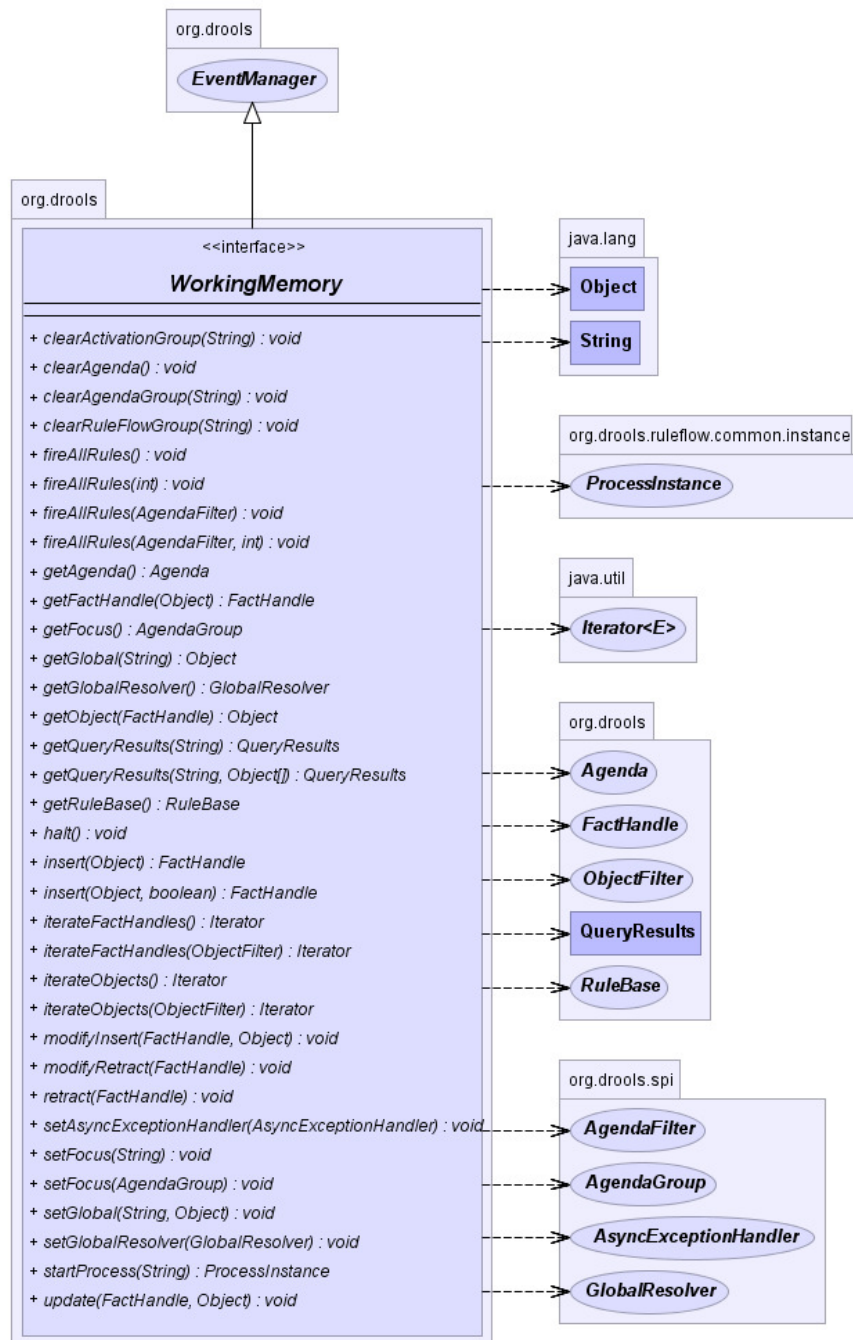 org.drools
EventManager
org.drools
<<interface>>
WorkingMemory
+ clearActivationGroup(String) : void
+ clearAgenda() : void
+ clearAgendaGroup(String) : void
+ clearRuleFlowGroup(String) : void
+ fireAllRules() : void
+ fireAllRules(int) : void
+ fireAllRules(AgendaFilter) : void
+ fireAllRules(AgendaFilter, int) : void
+ getAgenda() : Agenda
+ getFactHandle(Object) : FactHandle
+ getFocus() : AgendaGroup
+ getGlobal(String) : Object
+ getGlobalResolver() : GlobalResolver
+ getObject(FactHandle) : Object
+ getQueryResults(String) : QueryResults
+ getQueryResults(String, Object[]) : QueryResults
+ getRuleBase() : RuleBase
+ halt() : void
+ insert(Object) : FactHandle
+ insert(Object, boolean) : FactHandle
+ iterateFactHandles() : Iterator
+ iterateFactHandles(ObjectFilter) : Iterator
+ iterateObjects() : Iterator
+ iterateObjects(ObjectFilter) : Iterator
+ modifyInsert(FactHandle, Object) : void
+ modifyRetract(FactHandle) : void
+ retract(FactHandle) : void
+ setAsyncExceptionHandler(AsyncExceptionHandler) : void
+ setFocus(String) : void
+ setFocus(AgendaGroup) : void
+ setGlobal(String, Object) : void
+ setGlobalResolver(GlobalResolver) : void
+ startProcess(String) : ProcessInstance
+ update(FactHandle, Object) : void
java.lang
Object
String
org.drools.ruleflow.common.instance
ProcessInstance
java.util
Iterator<E>
org.drools
Agenda
FactHandle
ObjectFilter
QueryResults
RuleBase
org.drools.spi
AgendaFilter
AgendaGroup
AsyncExceptionHandler
GlobalResolver